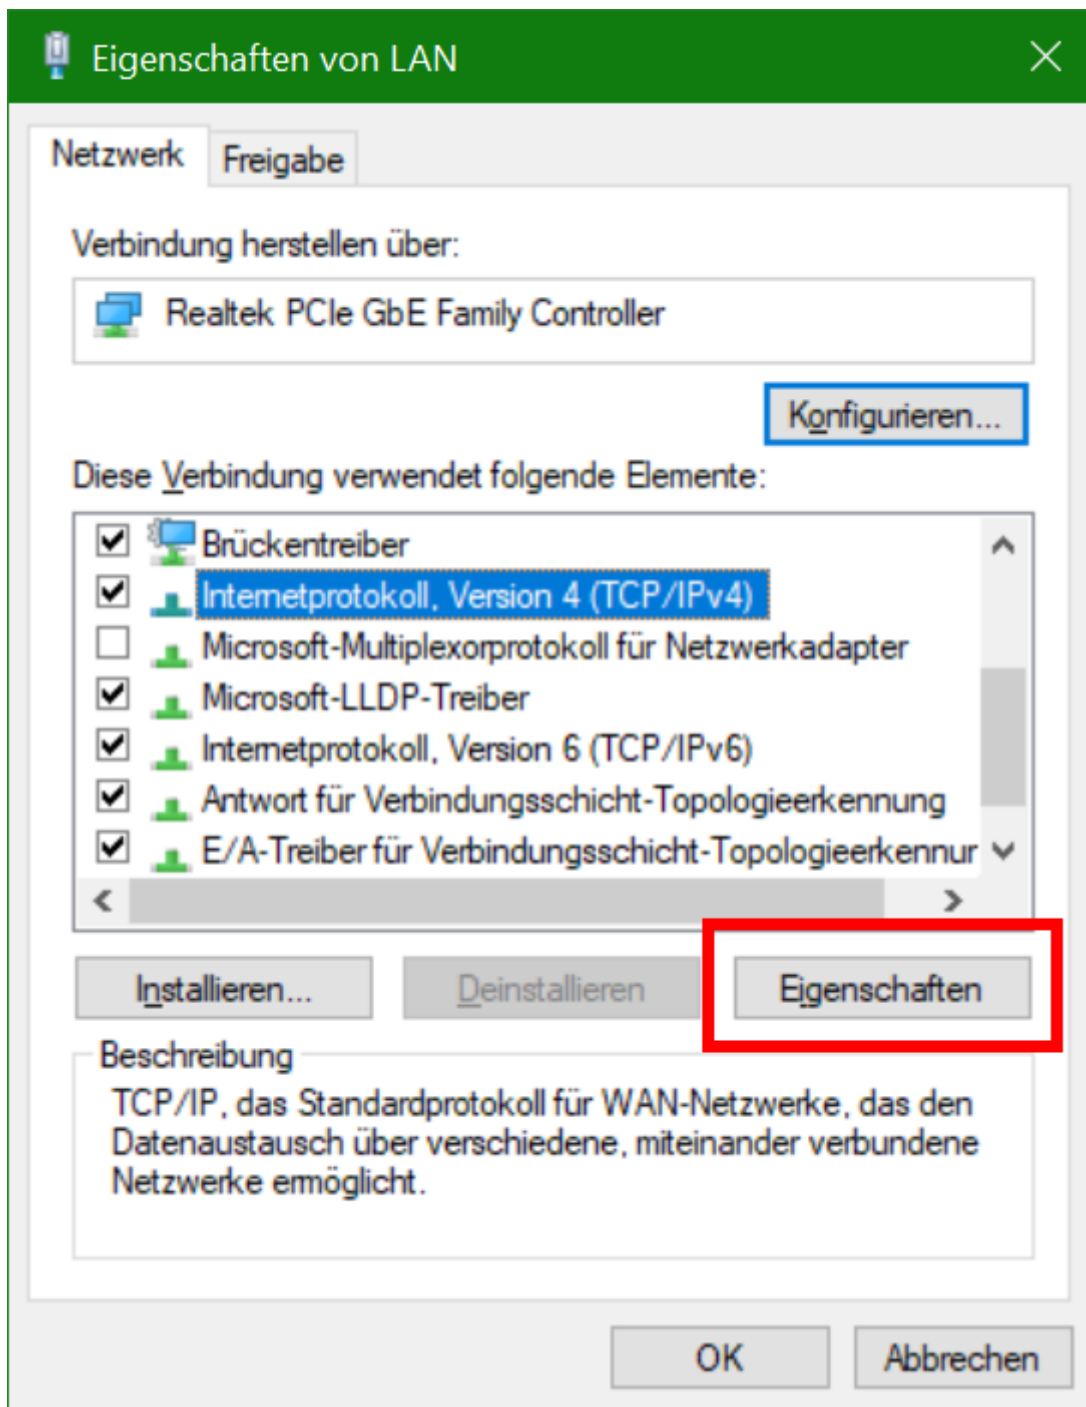 Eigenschaften von LAN
Netzwerk
Freigabe
Verbindung herstellen über:
Realtek PCIe GbE Family Controller
Konfigurieren...
Diese Verbindung verwendet folgende Elemente:
Brückentreiber
Internetprotokoll, Version 4 (TCP/IPv4)
Microsoft-Multiplexorprotokoll für Netzwerkadapter
Microsoft-LLDP-Treiber
Internetprotokoll, Version 6 (TCP/IPv6)
Antwort für Verbindungsschicht-Topologieerkennung
E/A-Treiber für Verbindungsschicht-Topologieerkennur
Installieren...
Deinstallieren
Eigenschaften
Beschreibung
TCP/IP, das Standardprotokoll für WAN-Netzwerke, das den
Datenaustausch über verschiedene, miteinander verbundene
Netzwerke ermöglicht.
OK
Abbrechen